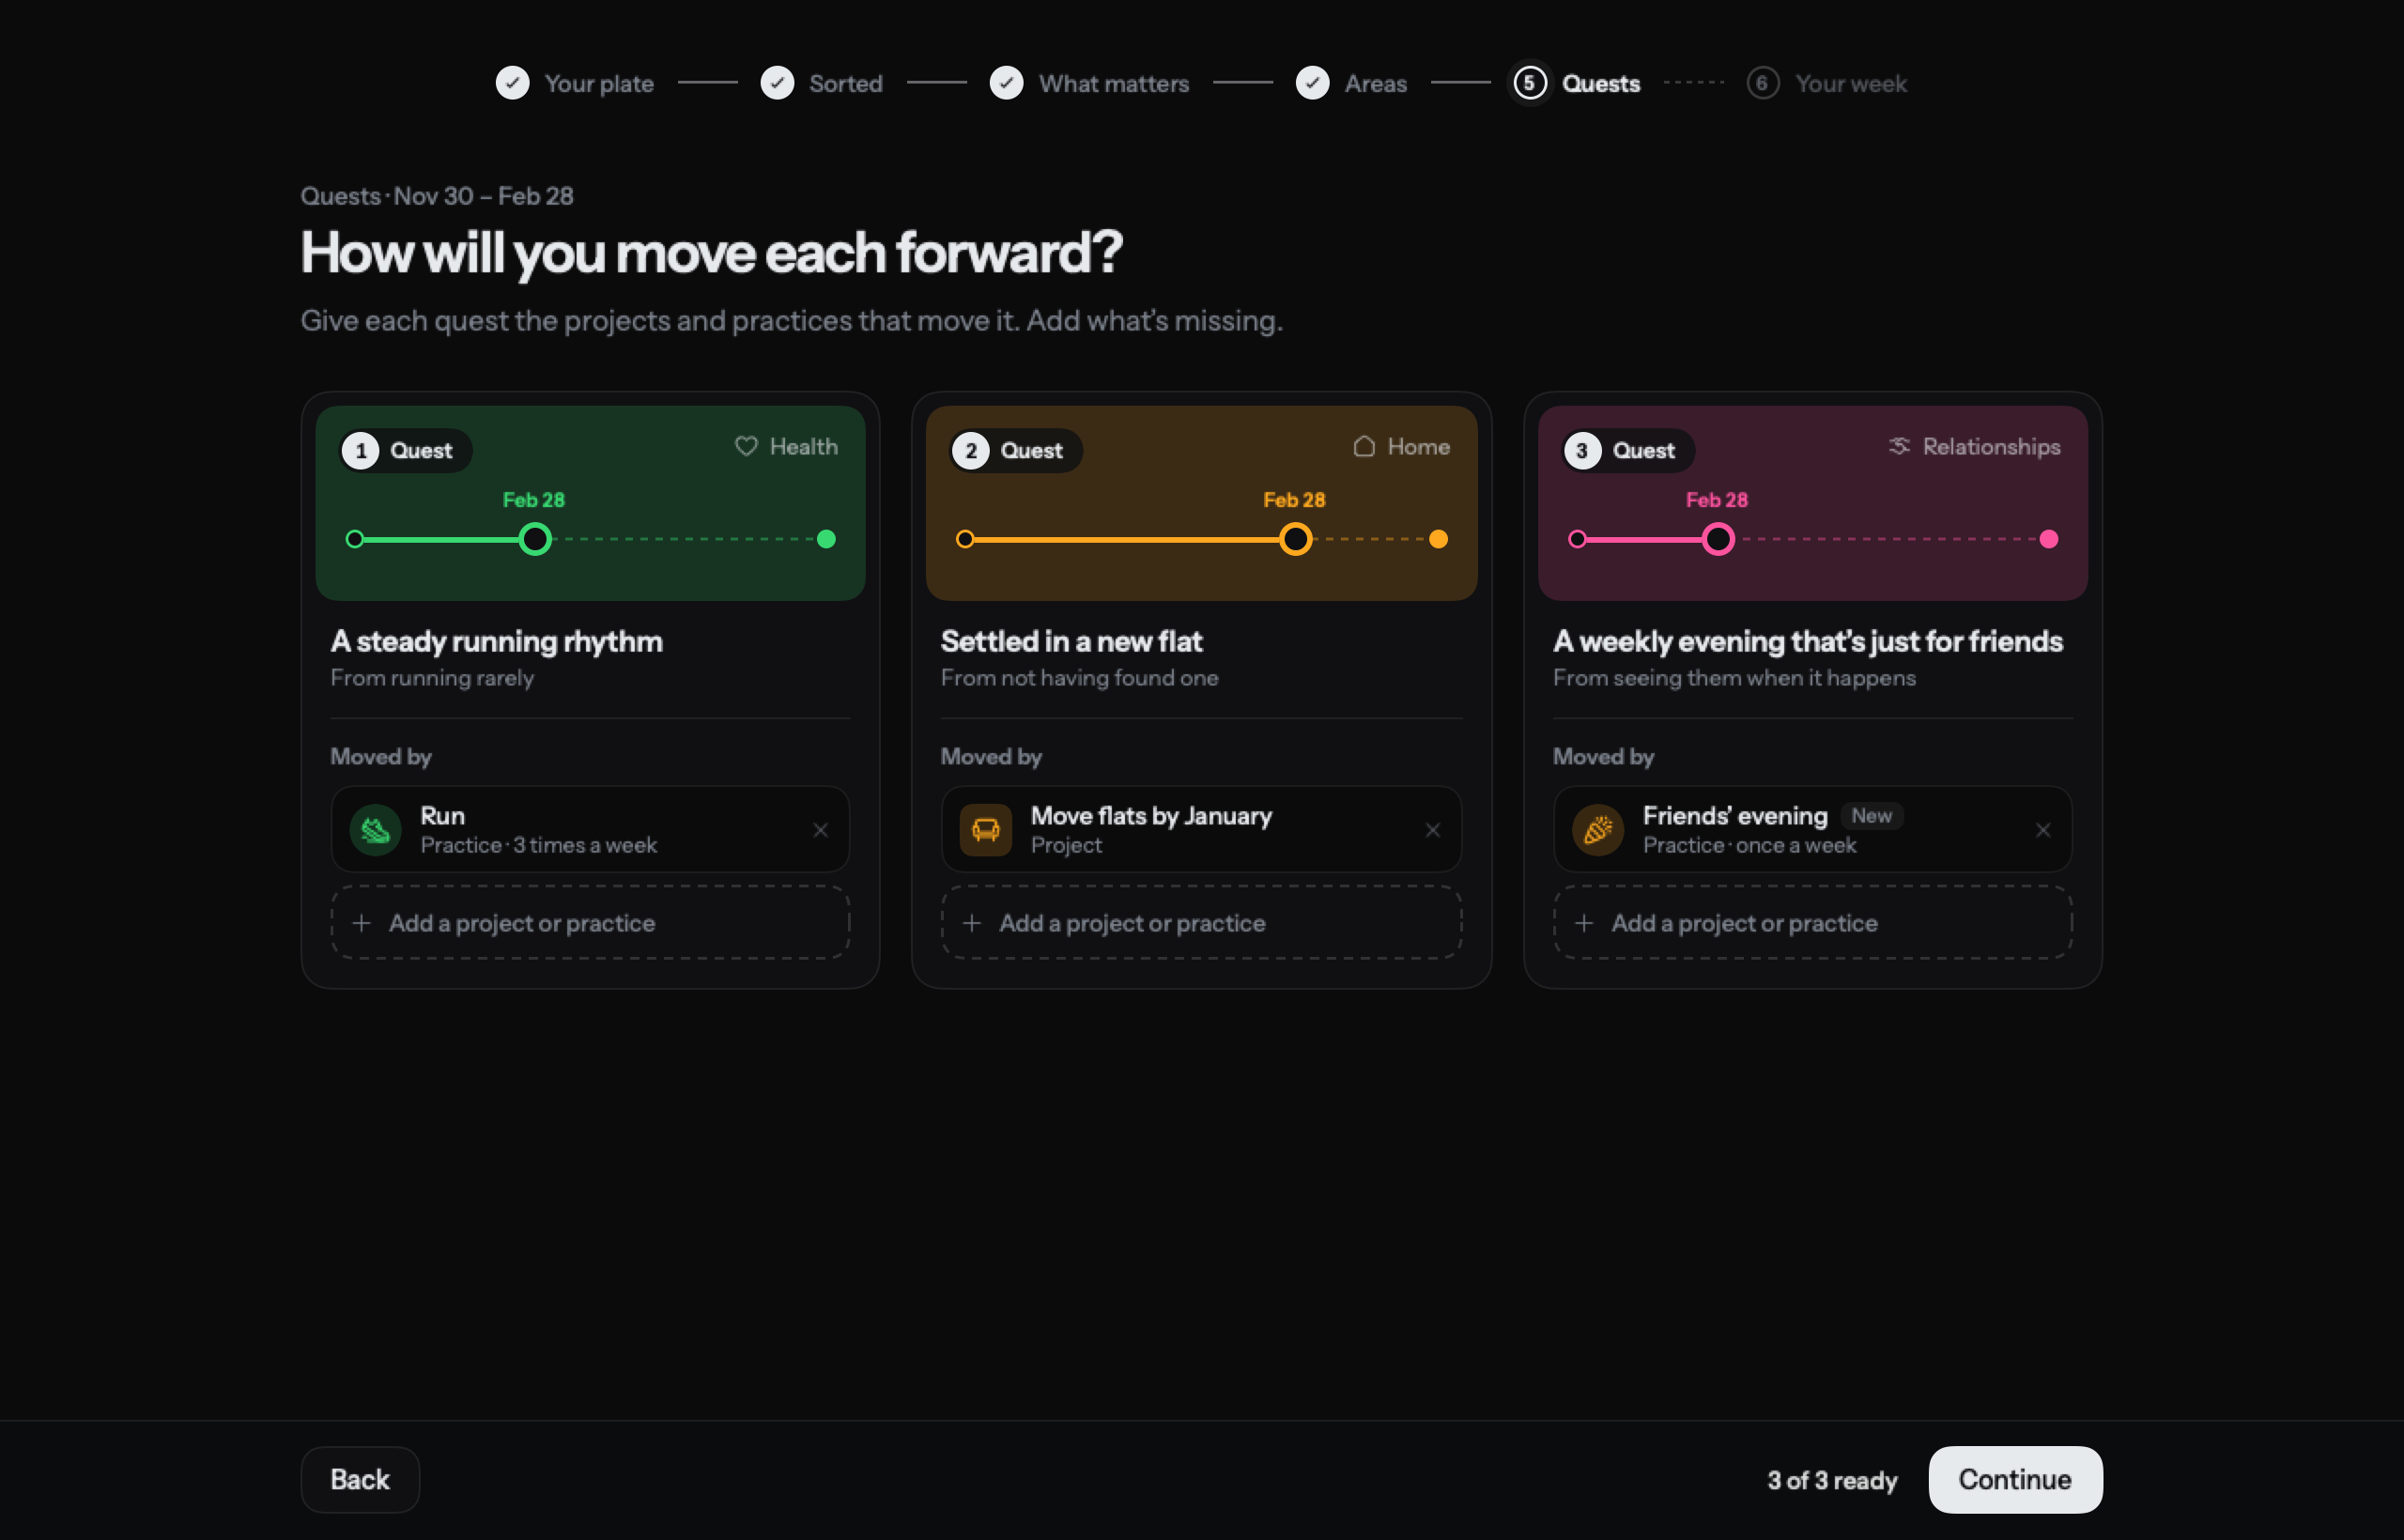 Your plate
Sorted
What matters
Areas
5 Quests
6 Your week
Quests · Nov 30 – Feb 28
How will you move each forward?
Give each quest the projects and practices that move it. Add what’s missing.
1 Quest
Health
Feb 28
A steady running rhythm
From running rarely
Moved by
Run
Practice · 3 times a week
Add a project or practice
2 Quest
Home
Feb 28
Settled in a new flat
From not having found one
Moved by
Move flats by January
Project
Add a project or practice
3 Quest
Relationships
Feb 28
A weekly evening that’s just for friends
From seeing them when it happens
Moved by
Friends’ evening New
Practice · once a week
Add a project or practice
Back
3 of 3 ready
Continue